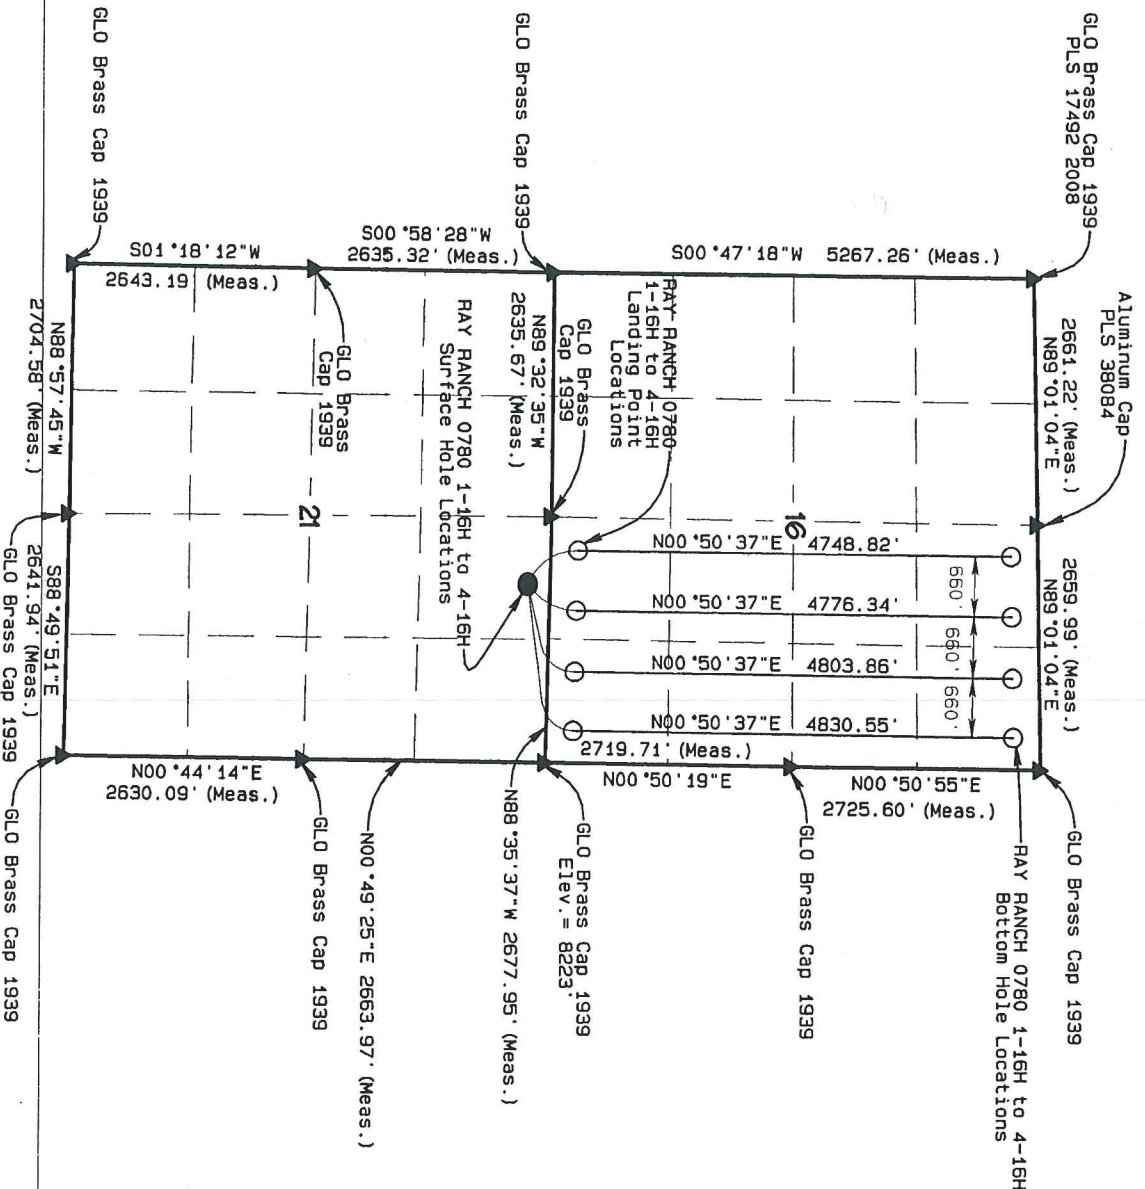 GLO Brass Cap 1939
PLS 17492 2008
Aluminum Cap
PLS 38084
2661.22' (Meas.)
N89°01'04"E
2659.99' (Meas.)
N89°01'04"E
GLO Brass Cap 1939
RAY RANCH 0780 1-16H to 4-16H
Bottom Hole Locations
S00°47'18"W 5267.26' (Meas.)
16
N00°50'37"E 4748.82'
N00°50'37"E 4776.34'
N00°50'37"E 4803.86'
N00°50'37"E 4830.55'
660'
660'
660'
N00°50'55"E
2725.60' (Meas.)
GLO Brass Cap 1939
2719.71' (Meas.)
N00°50'19"E
RAY RANCH 0780
1-16H to 4-16H
Landing Point
Locations
GLO Brass Cap 1939
GLO Brass
Cap 1939
N89°32'35"W
2635.67' (Meas.)
RAY RANCH 0780 1-16H to 4-16H
Surface Hole Locations
GLO Brass Cap 1939
Elev.= 8223'
N88°35'37"W 2677.95' (Meas.)
S00°58'28"W
2635.32' (Meas.)
GLO Brass
Cap 1939
21
N00°49'25"E 2663.97' (Meas.)
GLO Brass Cap 1939
S01°18'12"W
2643.19 (Meas.)
N00°44'14"E
2630.09' (Meas.)
GLO Brass Cap 1939
N88°57'45"W
2704.58' (Meas.)
S88°49'51"E
2641.94' (Meas.)
GLO Brass Cap 1939
GLO Brass Cap 1939